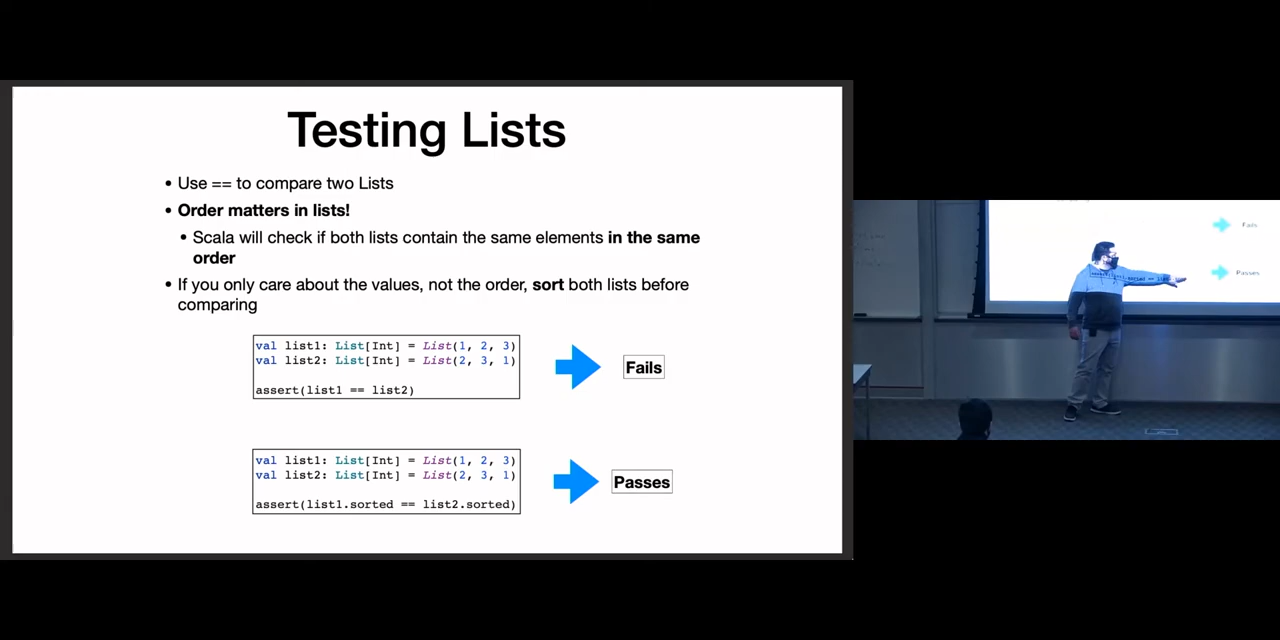 Testing Lists
• Use == to compare two Lists
• Order matters in lists!
• Scala will check if both lists contain the same elements in the same
order
• If you only care about the values, not the order, sort both lists before
comparing
val list1: List[Int] = List(1, 2, 3)
val list2: List[Int] = List(2, 3, 1)
assert(list1 == list2)
Fails
val list1: List[Int] = List(1, 2, 3)
val list2: List[Int] = List(2, 3, 1)
assert(list1.sorted == list2.sorted)
Passes
Fails
Passes